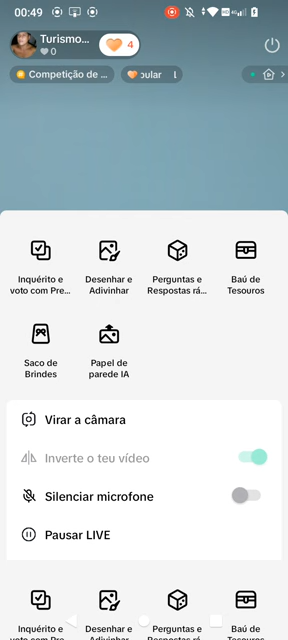 00:49
Turismo...
0
4
Competição de ...
pular
Inquérito e
voto com Pre...
Desenhar e
Adivinhar
Perguntas e
Respostas rá...
Baú de
Tesouros
Saco de
Brindes
Papel de
parede IA
Virar a câmara
Inverte o teu vídeo
Silenciar microfone
Pausar LIVE
Inquérito e
voto com Pre...
Desenhar e
Adivinhar
Perguntas e
Respostas rá...
Baú de
Tesouros